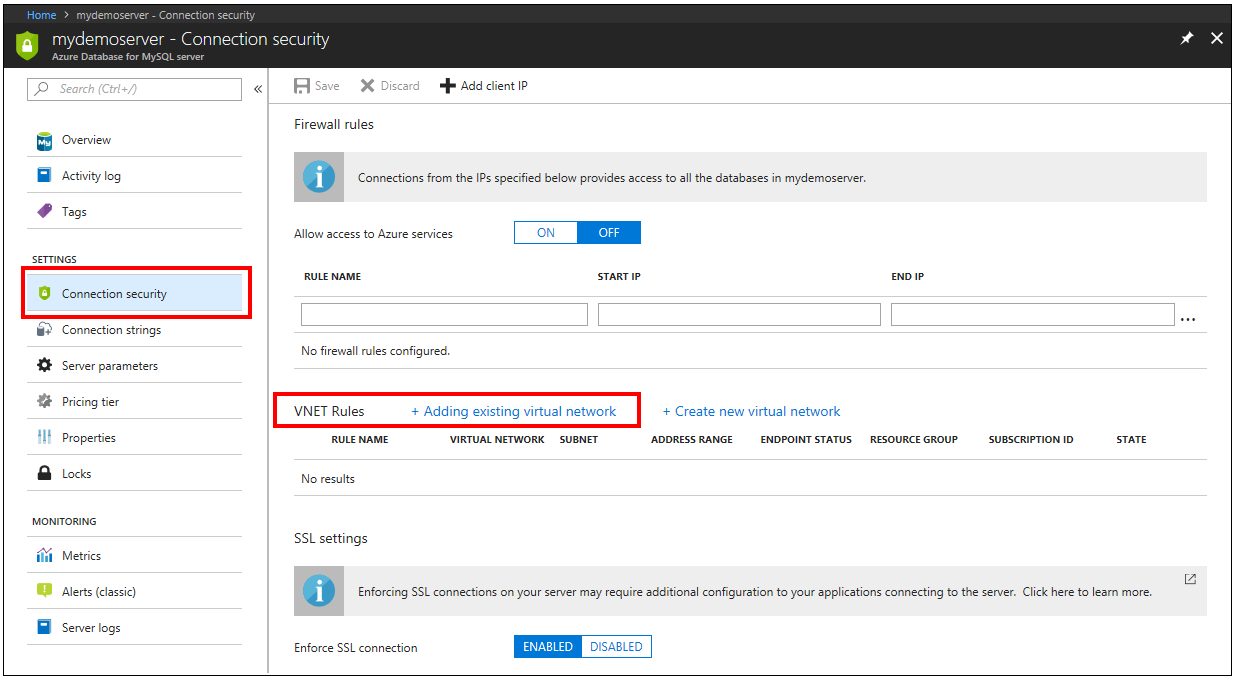 Home > mydemoserver - Connection security
mydemoserver - Connection security
Azure Database for MySQL server
Search (Ctrl+/)
«
My Overview
Activity log
Tags
SETTINGS
Connection security
Connection strings
Server parameters
Pricing tier
Properties
Locks
MONITORING
Metrics
Alerts (classic)
Server logs
Save Discard Add client IP
Firewall rules
Connections from the IPs specified below provides access to all the databases in mydemoserver.
Allow access to Azure services ON OFF
RULE NAME START IP END IP
...
No firewall rules configured.
VNET Rules + Adding existing virtual network + Create new virtual network
RULE NAME VIRTUAL NETWORK SUBNET ADDRESS RANGE ENDPOINT STATUS RESOURCE GROUP SUBSCRIPTION ID STATE
No results
SSL settings
Enforcing SSL connections on your server may require additional configuration to your applications connecting to the server. Click here to learn more.
Enforce SSL connection ENABLED DISABLED